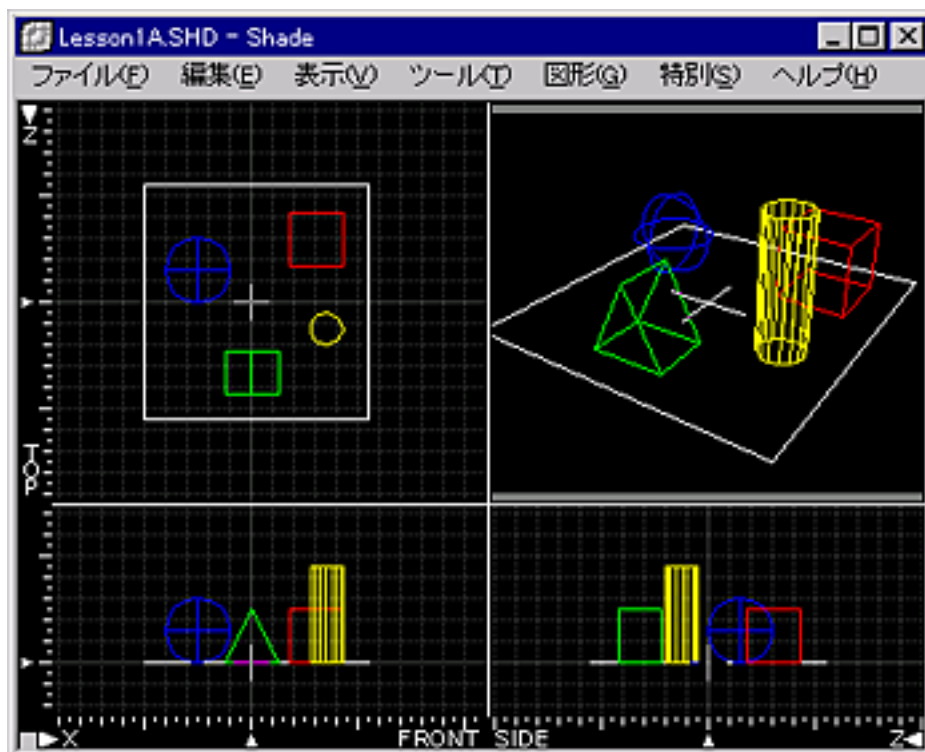 Lesson1A.SHD - Shade
ファイル(F) 編集(E) 表示(V) ツール(T) 図形(G) 特別(S) ヘルプ(H)
Z
TOP
X FRONT SIDE Z